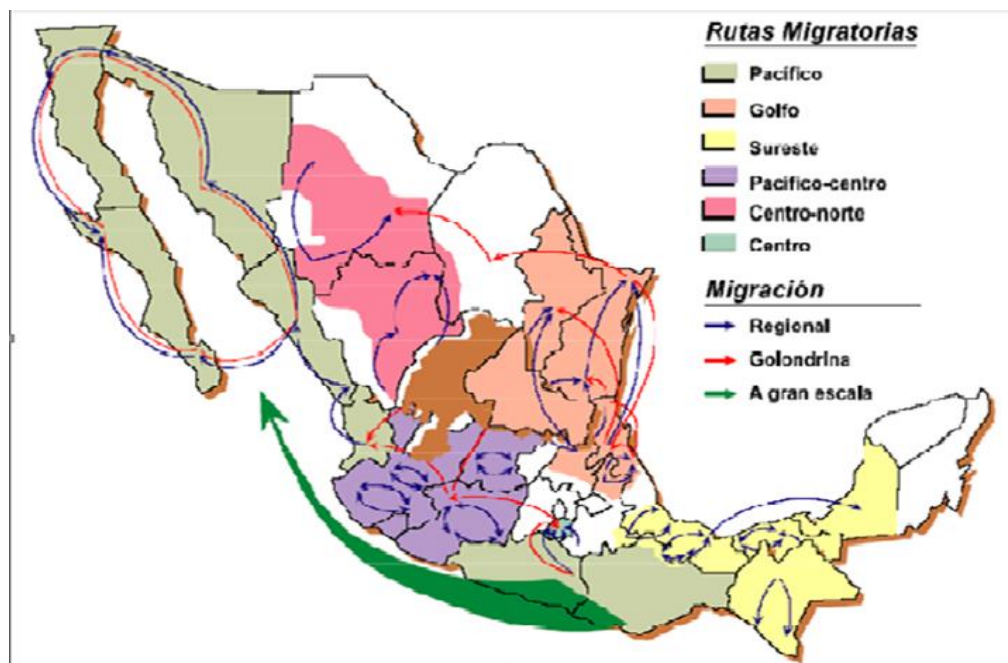 Rutas Migratorias
Pacífico
Golfo
Sureste
Pacífico-centro
Centro-norte
Centro
Migración
Regional
Golondrina
A gran escala